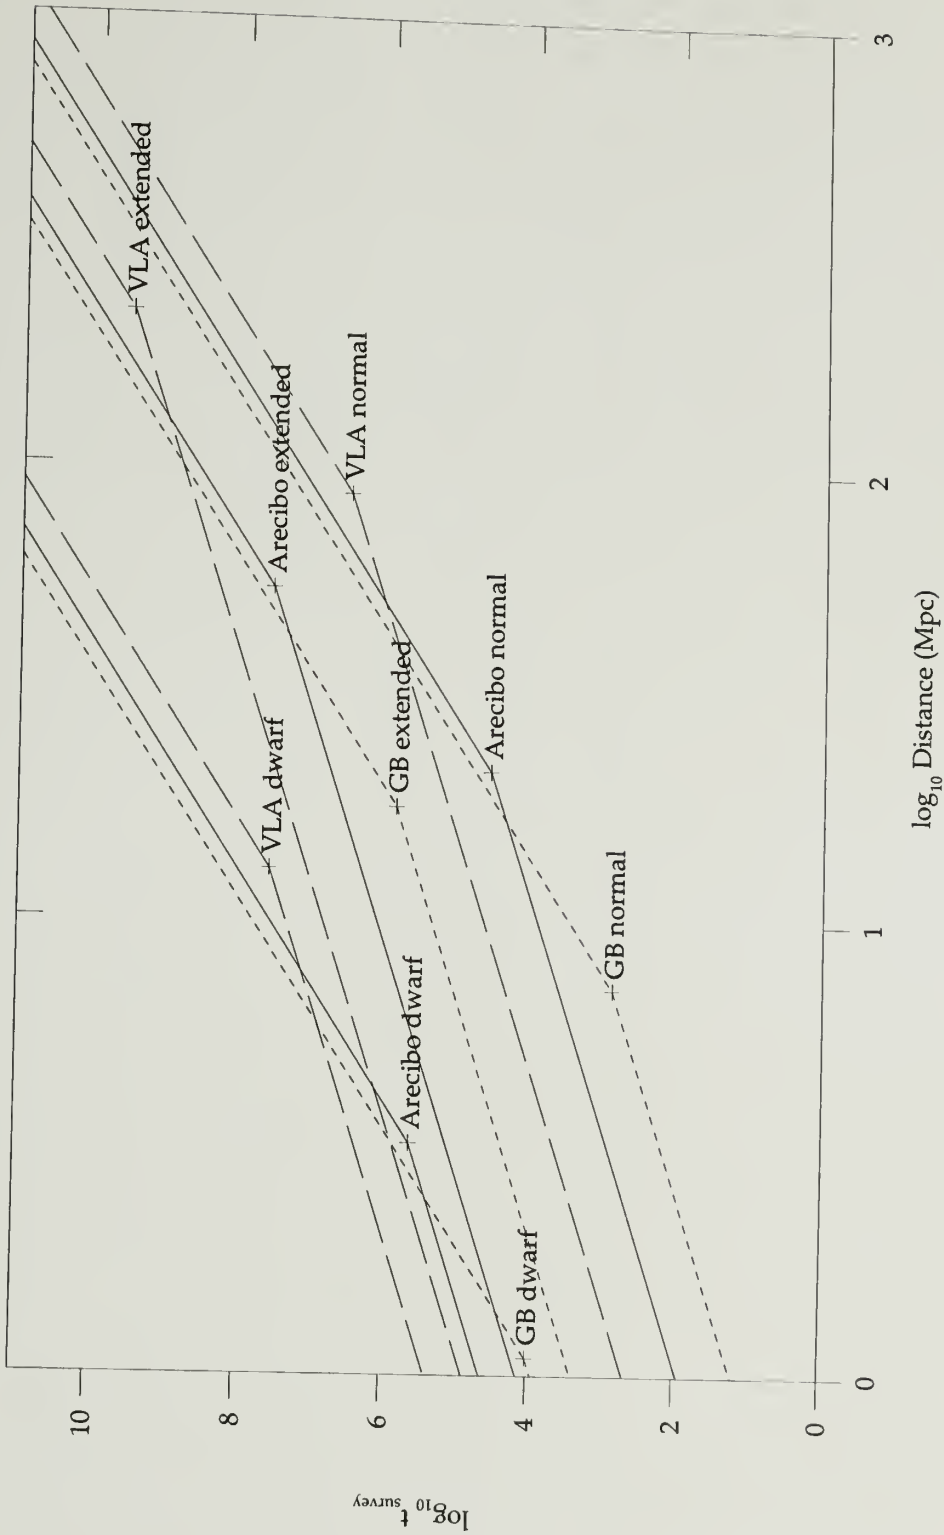 VLA extended
Arecibo extended
VLA normal
VLA dwarf
GB extended
Arecibo normal
Arecibo dwarf
GB normal
GB dwarf
10
8
6
4
2
0
log₁₀ t survey
0
1
2
3
log₁₀ Distance (Mpc)